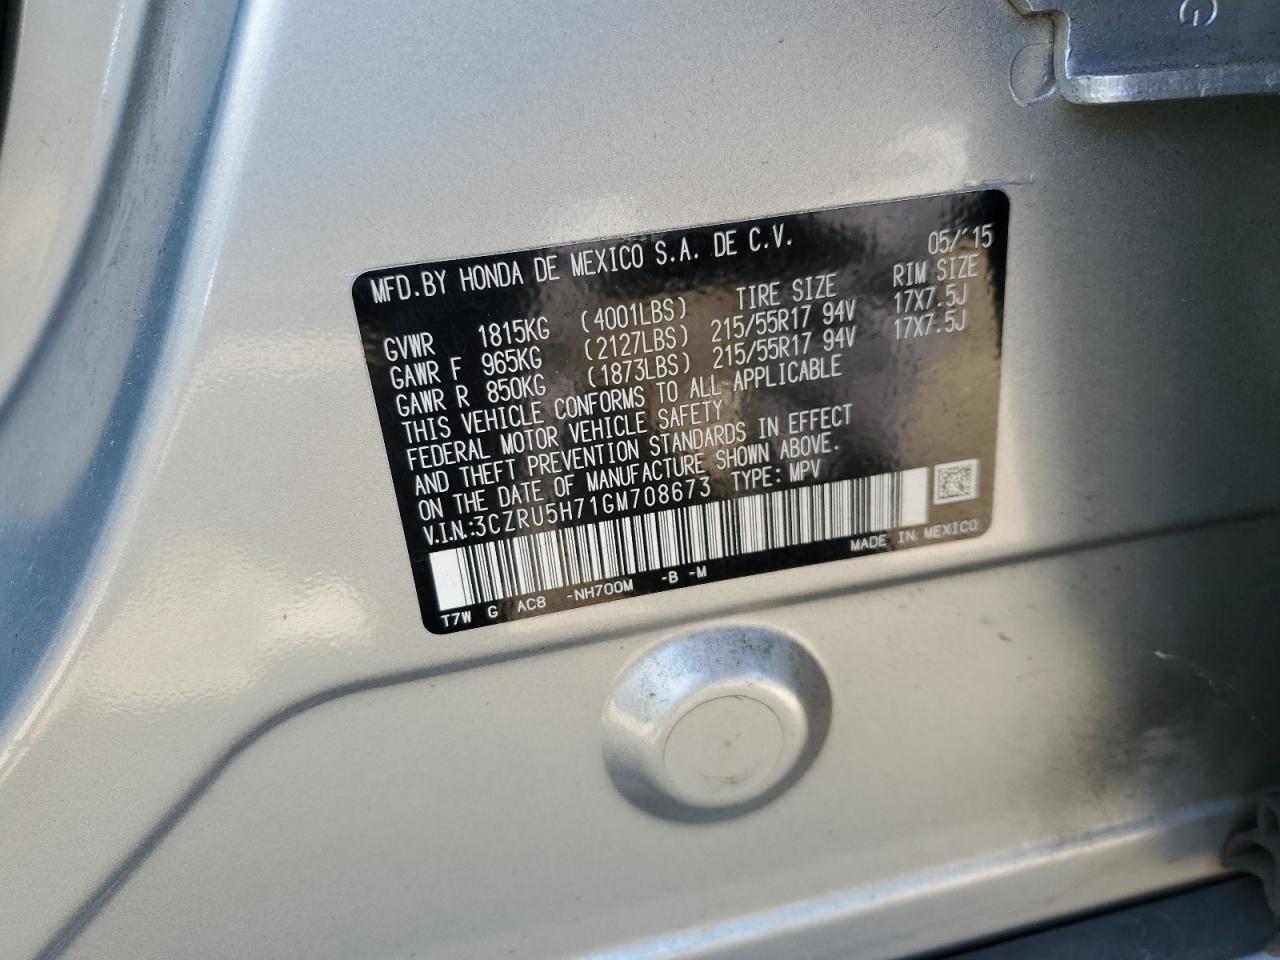 G
MFD.BY HONDA DE MEXICO S.A. DE C.V. 05/'15
GVWR 1815KG (4001LBS) TIRE SIZE RIM SIZE
GAWR F 965KG (2127LBS) 215/55R17 94V 17X7.5J
GAWR R 850KG (1873LBS) 215/55R17 94V 17X7.5J
THIS VEHICLE CONFORMS TO ALL APPLICABLE
FEDERAL MOTOR VEHICLE SAFETY
AND THEFT PREVENTION STANDARDS IN EFFECT
ON THE DATE OF MANUFACTURE SHOWN ABOVE.
V.I.N:3CZRU5H71GM708673 TYPE: MPV
MADE IN MEXICO
T7W G AC8 -NH700M -B -M